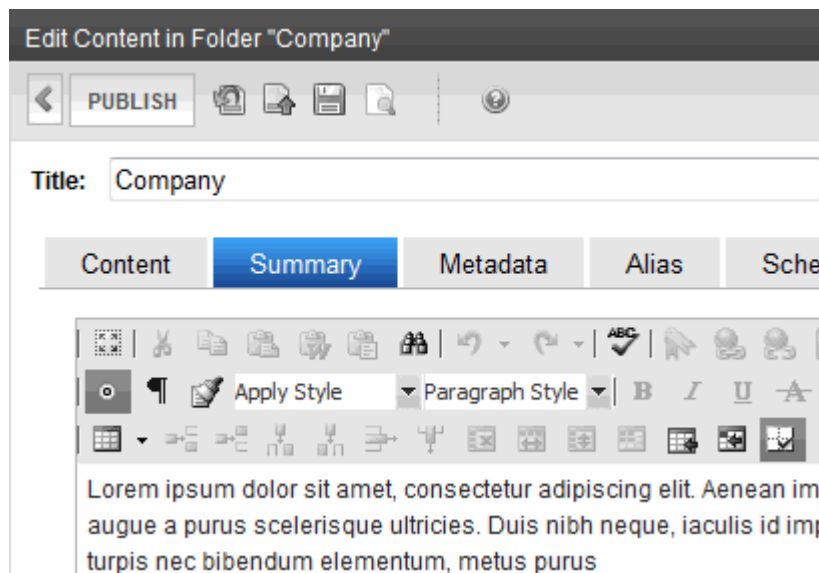 Edit Content in Folder "Company"
PUBLISH
Title: Company
Content Summary Metadata Alias Sche
ABC
Apply Style Paragraph Style B I U A
Lorem ipsum dolor sit amet, consectetur adipiscing elit. Aenean im
augue a purus scelerisque ultricies. Duis nibh neque, iaculis id imp
turpis nec bibendum elementum, metus purus